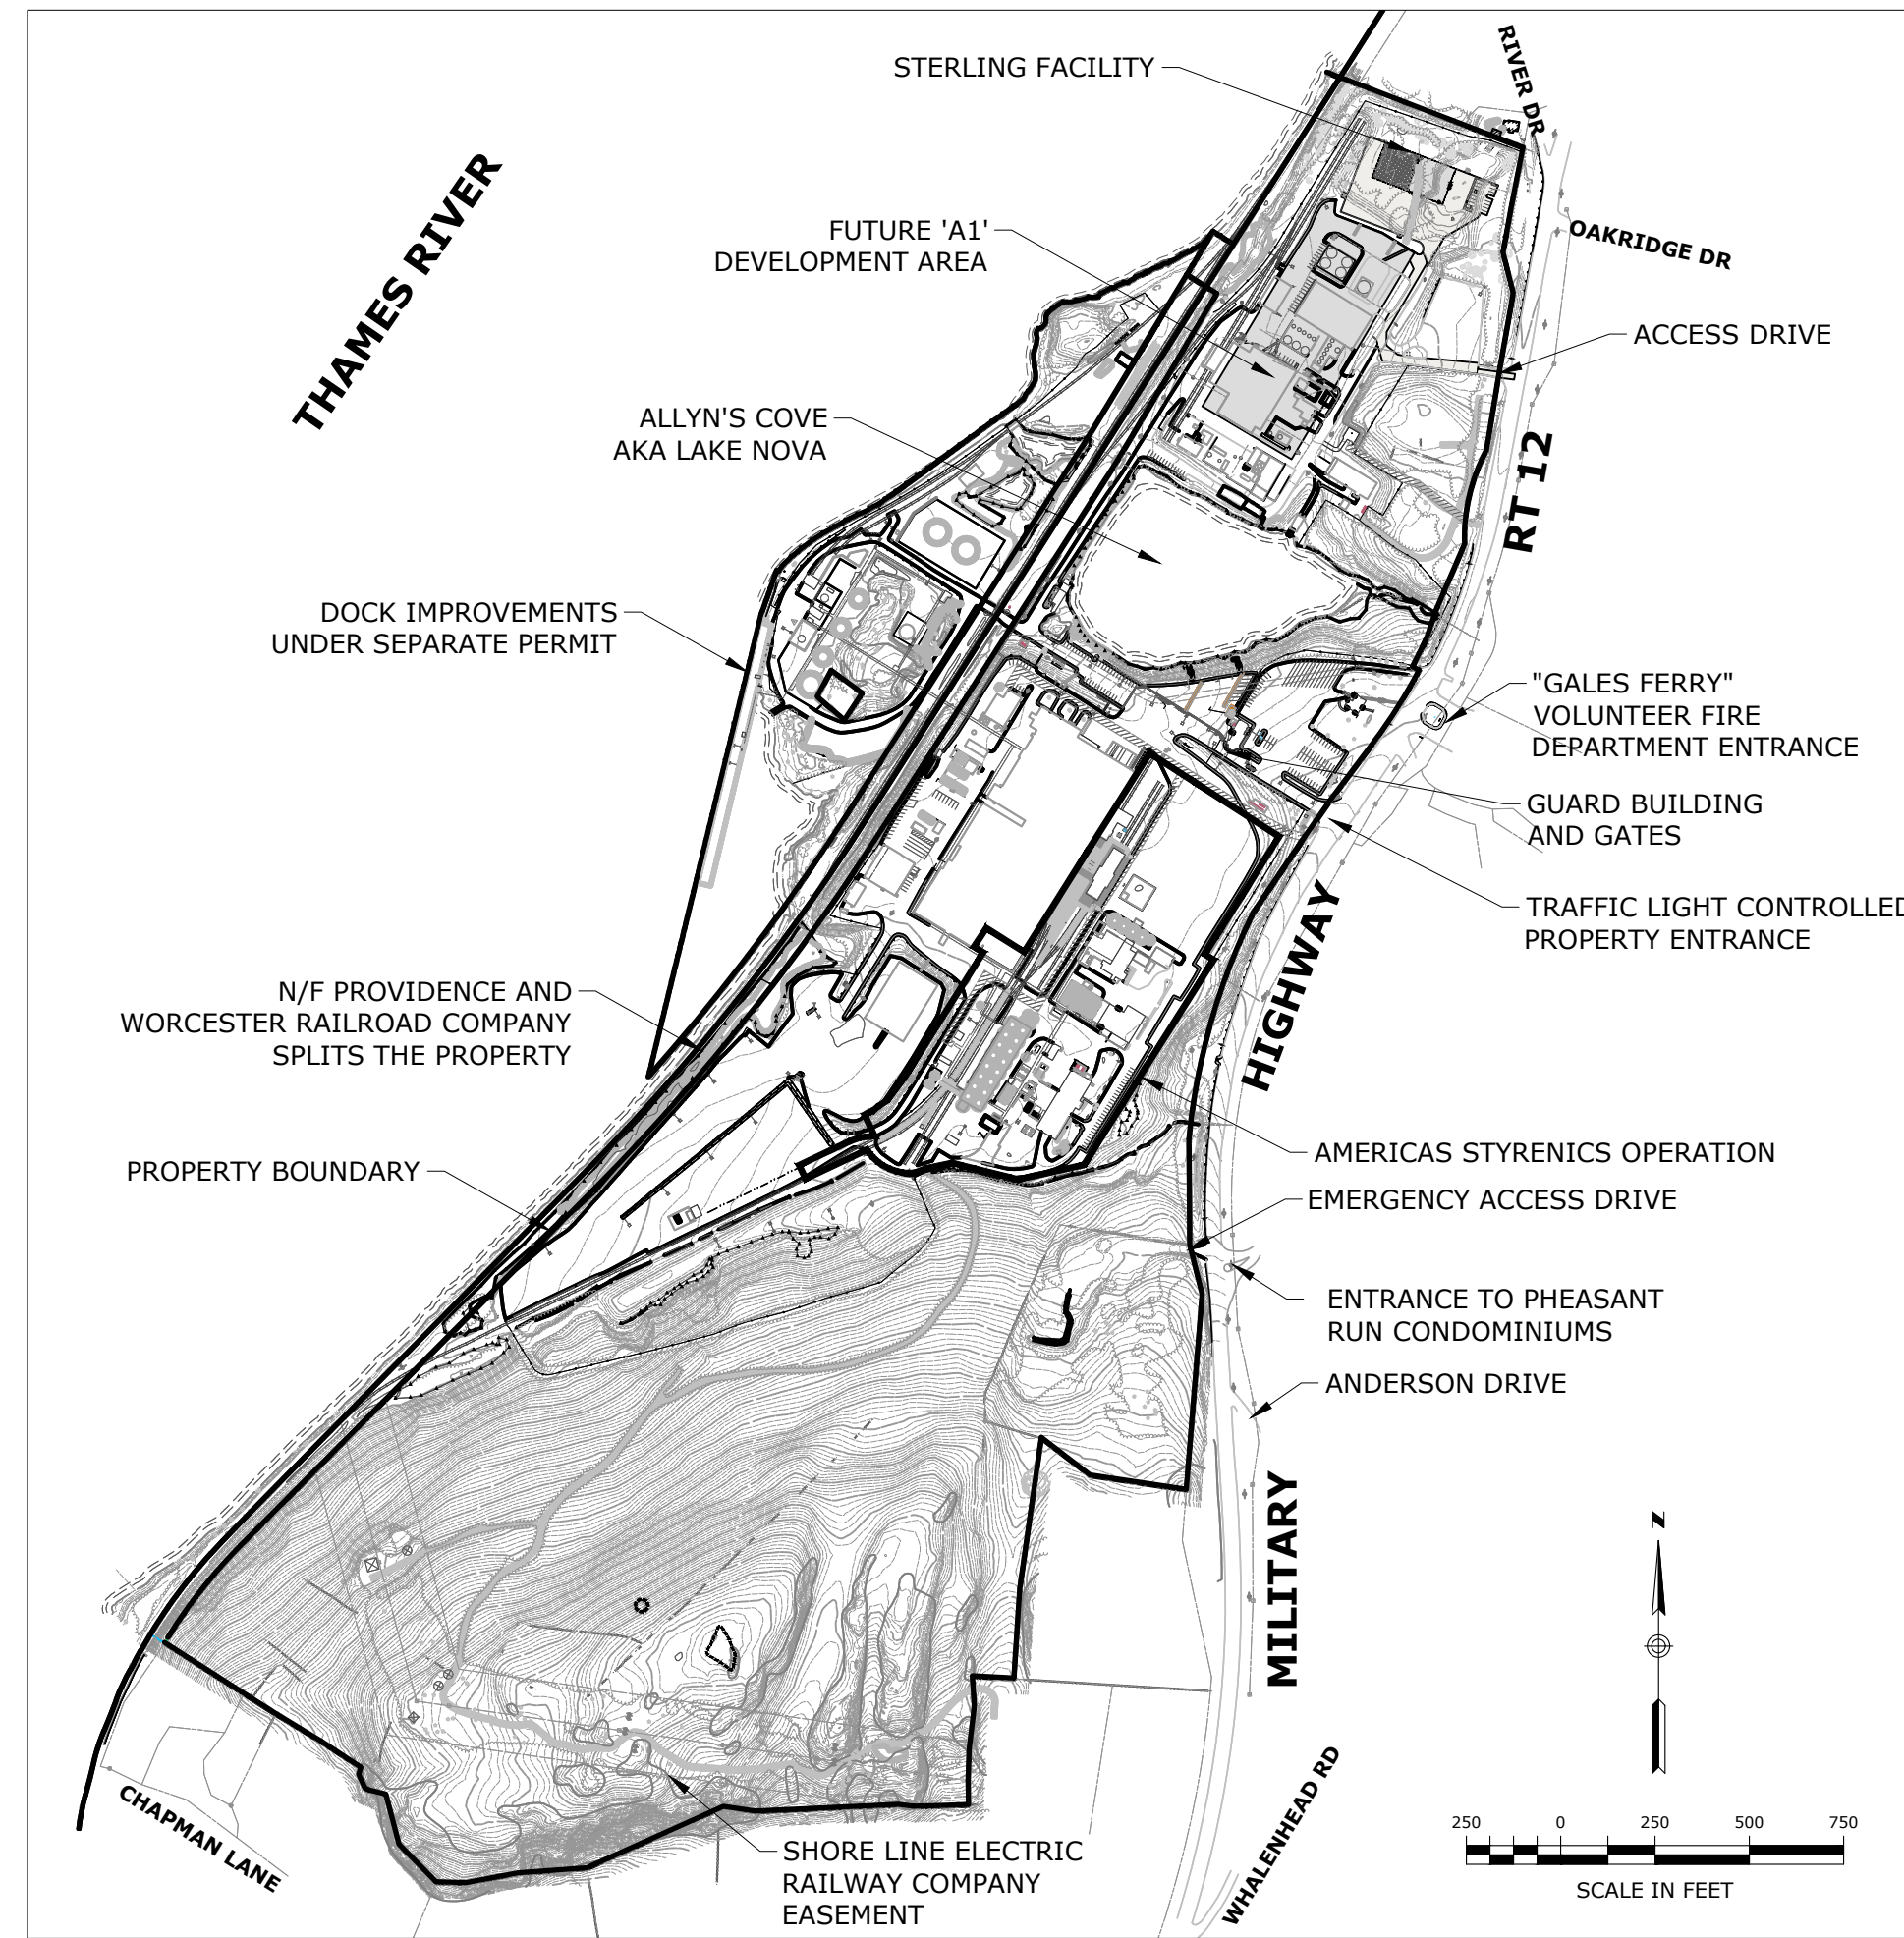 STERLING FACILITY
RIVER DR
THAMES RIVER
FUTURE 'A1'
DEVELOPMENT AREA
OAKRIDGE DR
ACCESS DRIVE
ALLYN'S COVE
AKA LAKE NOVA
RT 12
DOCK IMPROVEMENTS
UNDER SEPARATE PERMIT
"GALES FERRY"
VOLUNTEER FIRE
DEPARTMENT ENTRANCE
GUARD BUILDING
AND GATES
TRAFFIC LIGHT CONTROLLED
PROPERTY ENTRANCE
HIGHWAY
N/F PROVIDENCE AND
WORCESTER RAILROAD COMPANY
SPLITS THE PROPERTY
AMERICAS STYRENICS OPERATION
PROPERTY BOUNDARY
EMERGENCY ACCESS DRIVE
ENTRANCE TO PHEASANT
RUN CONDOMINIUMS
ANDERSON DRIVE
MILITARY
N
CHAPMAN LANE
WHALENHEAD RD
SHORE LINE ELECTRIC
RAILWAY COMPANY
EASEMENT
250 0 250 500 750
SCALE IN FEET